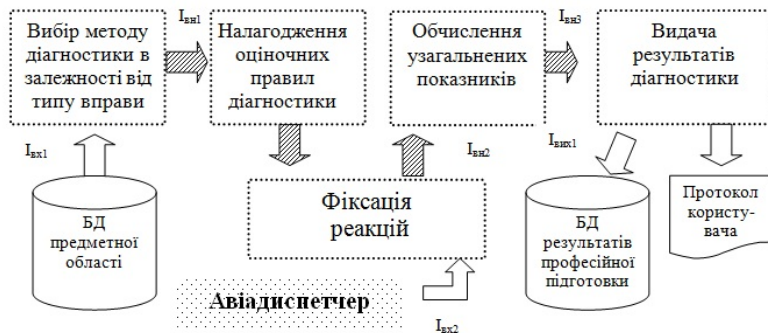 Вибір методу
діагностики в
залежності від
типу вправи
Iвн1
Налагодження
оціночних
правил
діагностики
Обчислення
узагальнених
показників
Iвн3
Видача
результатів
діагностики
Iвх1
Iвн2
Iвих1
БД
предметної
області
Фіксація
реакцій
БД
результатів
професійної
підготовки
Протокол
користу-
вача
Авіадиспетчер
Iвх2